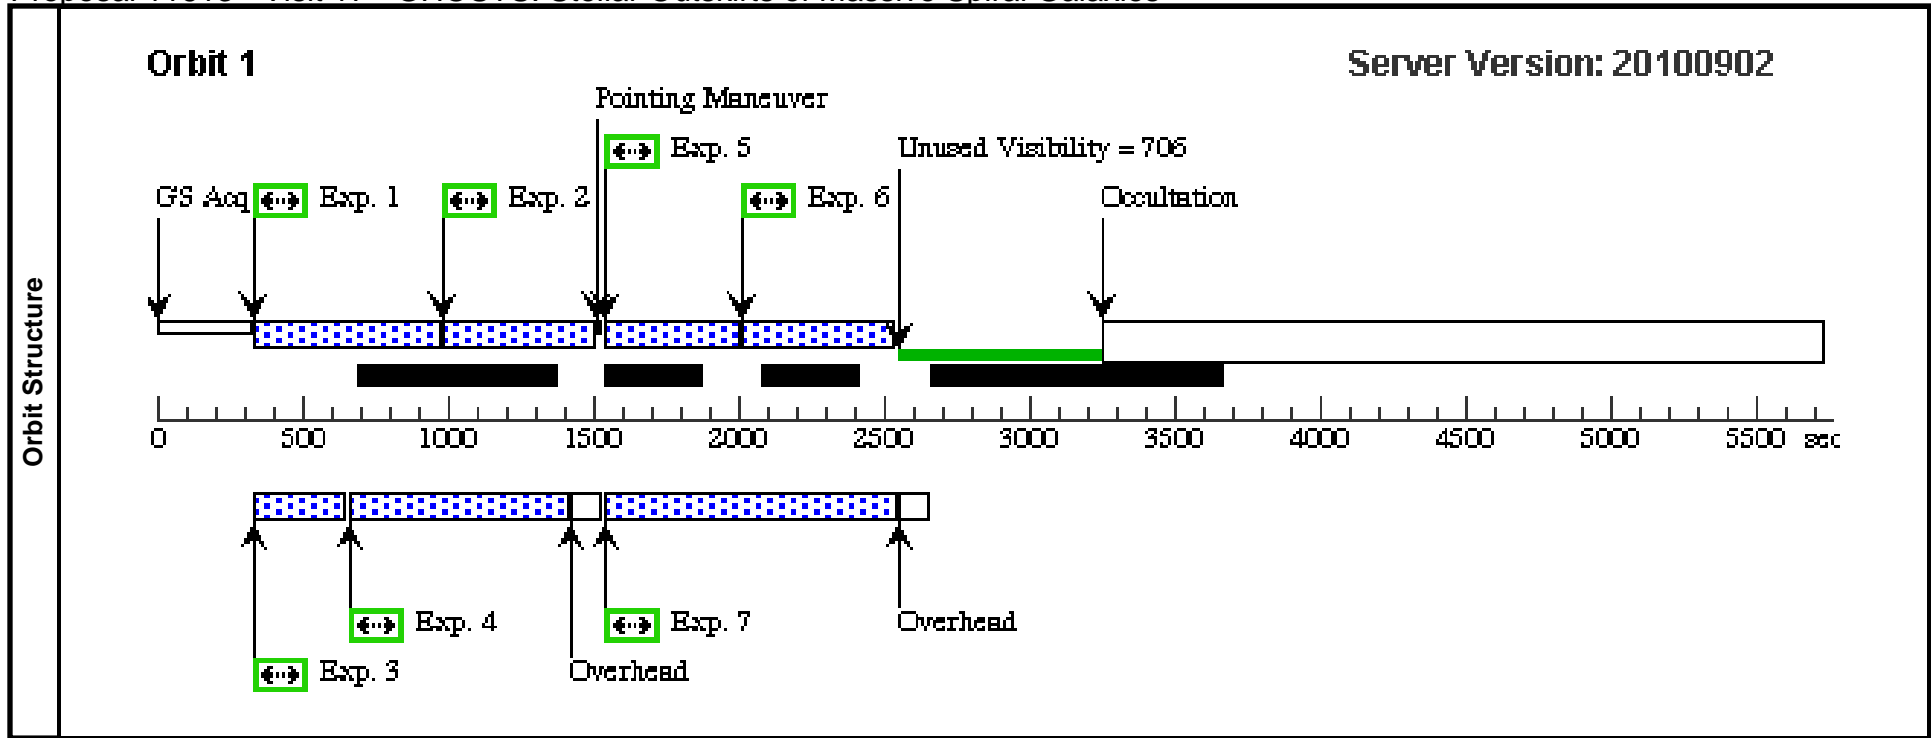 Orbit Structure
Orbit 1
Server Version: 20100902
Pointing Maneuver
Exp. 5
Unused Visibility = 706
GS Acq
Exp. 1
Exp. 2
Exp. 6
Occultation
0 500 1000 1500 2000 2500 3000 3500 4000 4500 5000 5500 sec
Exp. 4
Exp. 7
Overhead
Exp. 3
Overhead